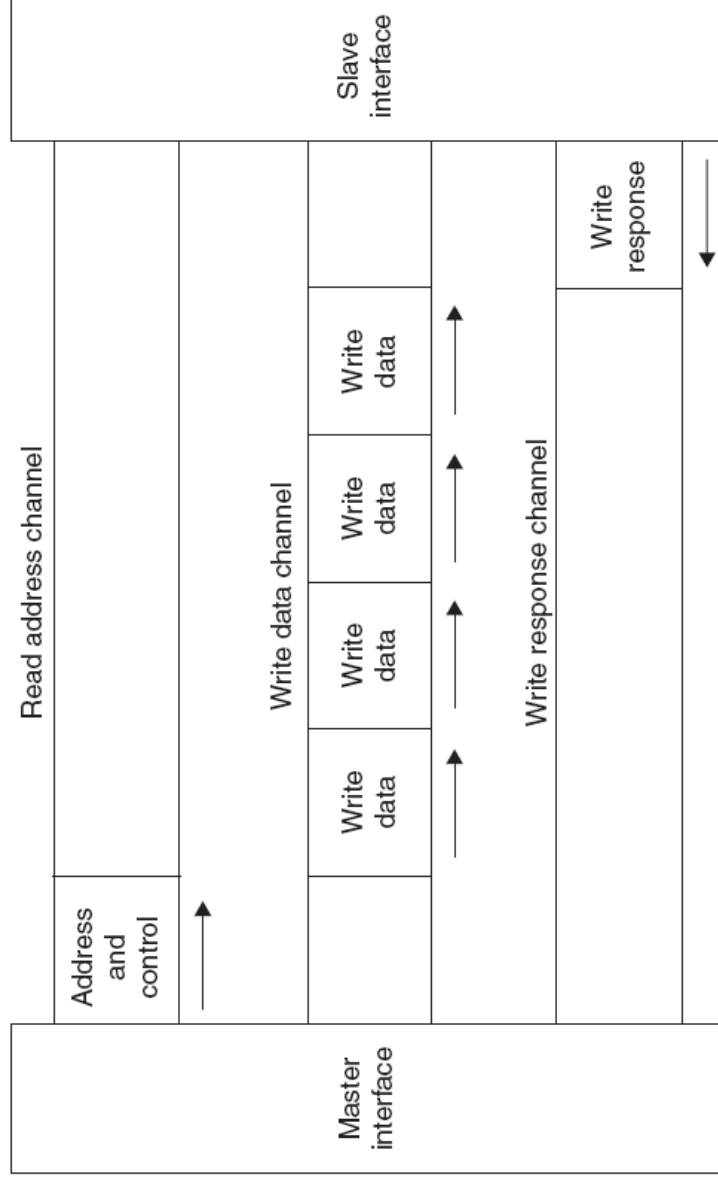 Read address channel
Address
and
control
Write data channel
Write
data
Write
data
Write
data
Write
data
Write response channel
Write
response
Master
interface
Slave
interface